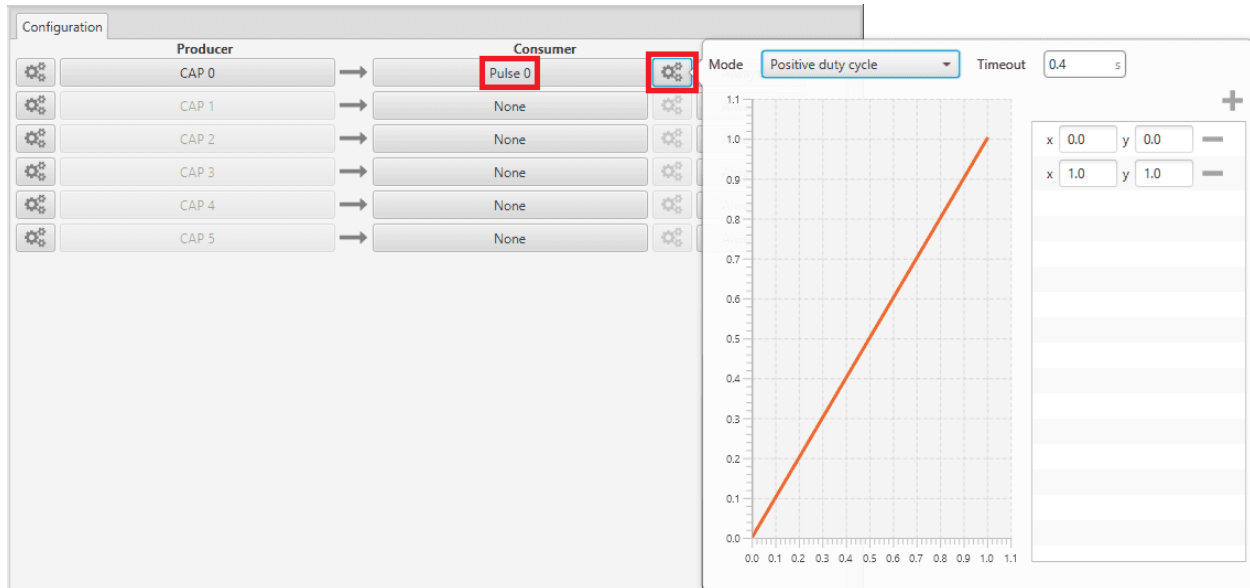 Configuration
Producer Consumer
CAP 0 Pulse 0
CAP 1 None
CAP 2 None
CAP 3 None
CAP 4 None
CAP 5 None
Mode Positive duty cycle Timeout 0.4 s
1.1
1.0
0.9
0.8
0.7
0.6
0.5
0.4
0.3
0.2
0.1
0.0
0.0 0.1 0.2 0.3 0.4 0.5 0.6 0.7 0.8 0.9 1.0 1.1
x 0.0 y 0.0
x 1.0 y 1.0